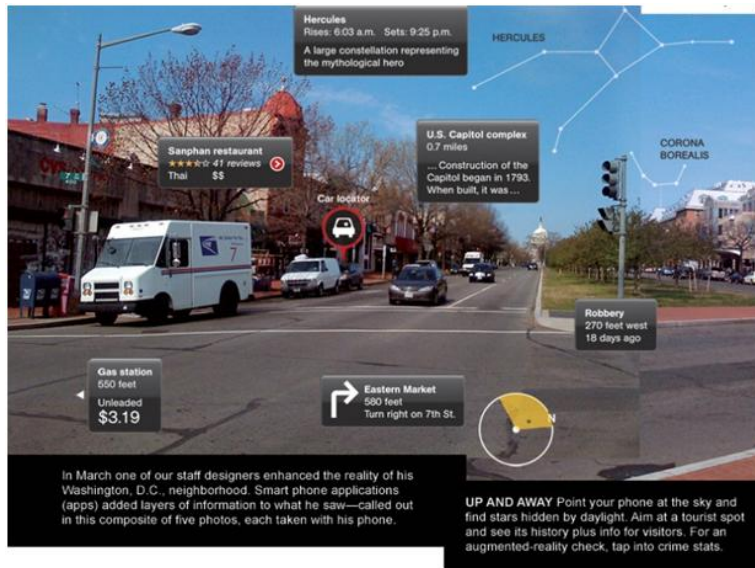 Hercules
Rises: 6:03 a.m. Sets: 9:25 p.m.
A large constellation representing
the mythological hero
HERCULES
U.S. Capitol complex
0.7 miles
... Construction of the
Capitol began in 1793.
When built, it was ...
CORONA
BOREALIS
Sanphan restaurant
41 reviews
Thai $$
Car locator
7
Robbery
270 feet west
18 days ago
Gas station
550 feet
Unleaded
$3.19
Eastern Market
580 feet
Turn right on 7th St.
N
In March one of our staff designers enhanced the reality of his
Washington, D.C., neighborhood. Smart phone applications
(apps) added layers of information to what he saw—called out
in this composite of five photos, each taken with his phone.
UP AND AWAY Point your phone at the sky and
find stars hidden by daylight. Aim at a tourist spot
and see its history plus info for visitors. For an
augmented-reality check, tap into crime stats.